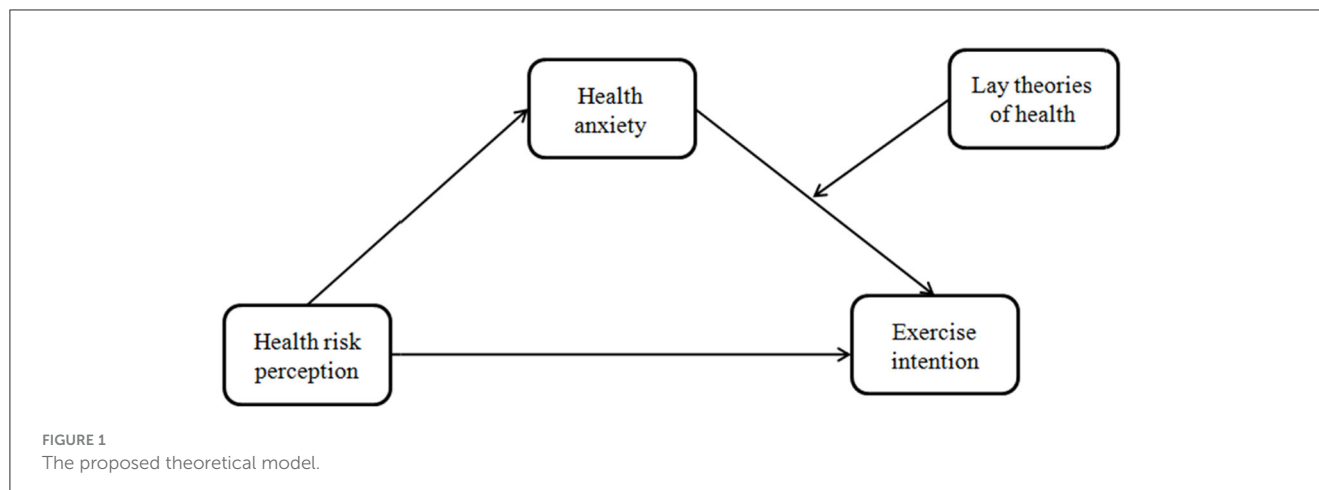 Health
anxiety
Lay theories
of health
Health risk
perception
Exercise
intention
FIGURE 1
The proposed theoretical model.